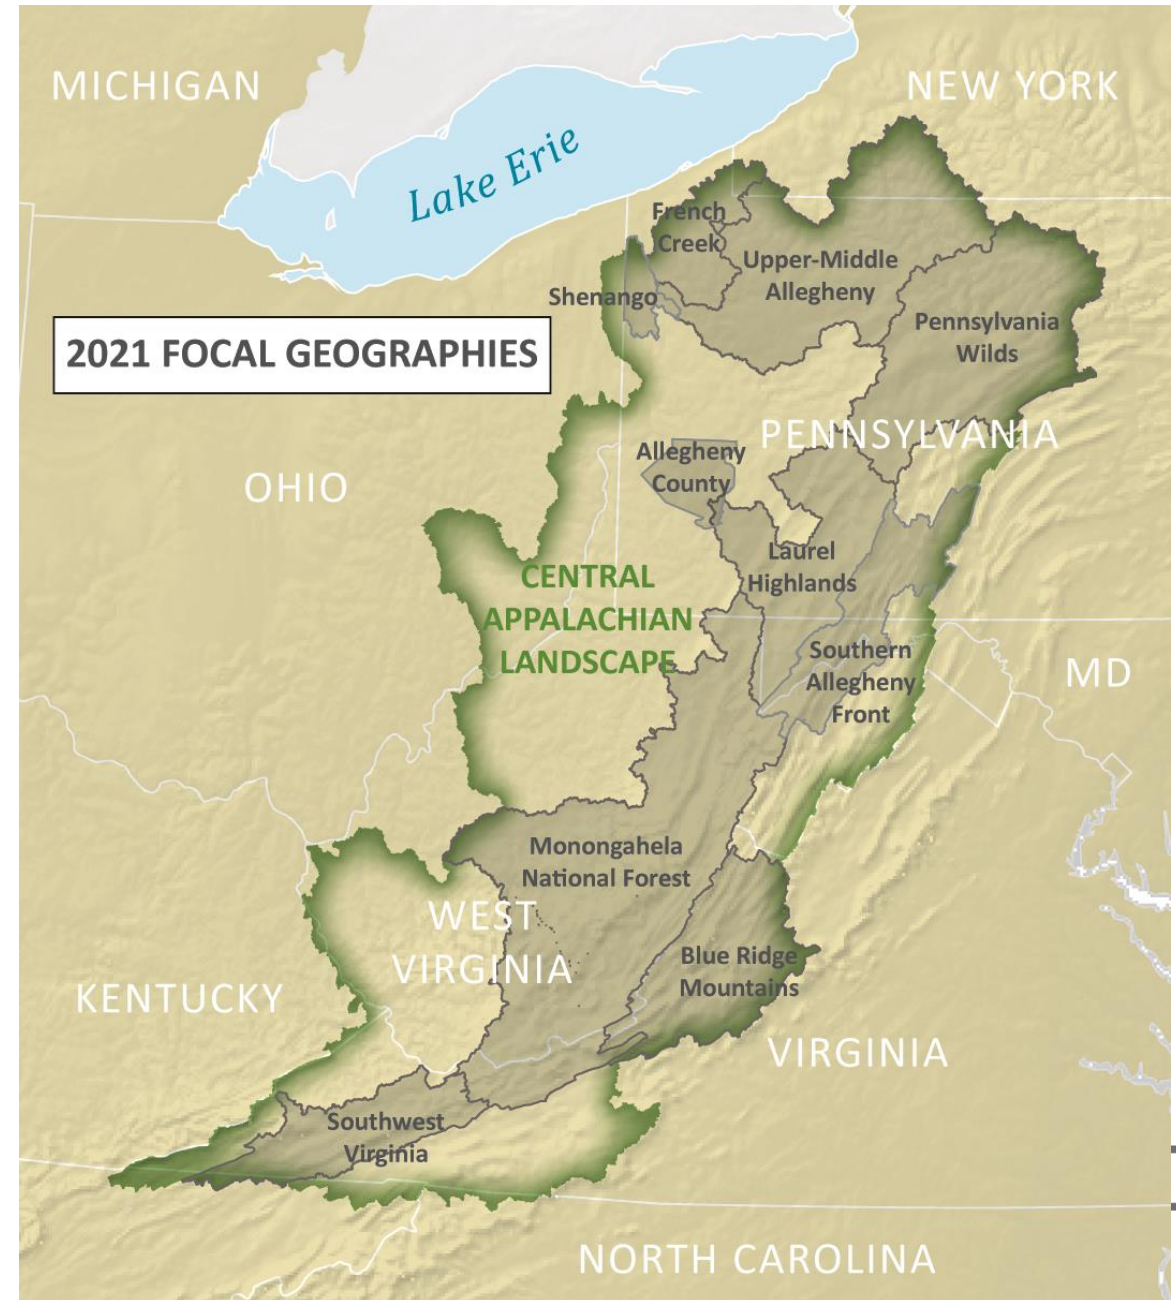 MICHIGAN
NEW YORK
Lake Erie
French
Creek
Upper-Middle
Allegheny
Shenango
Pennsylvania
Wilds
2021 FOCAL GEOGRAPHIES
PENNSYLVANIA
Allegheny
County
OHIO
Laurel
Highlands
CENTRAL
APPALACHIAN
LANDSCAPE
Southern
Allegheny
Front
MD
Monongahela
National Forest
WEST
VIRGINIA
Blue Ridge
Mountains
KENTUCKY
VIRGINIA
Southwest
Virginia
NORTH CAROLINA